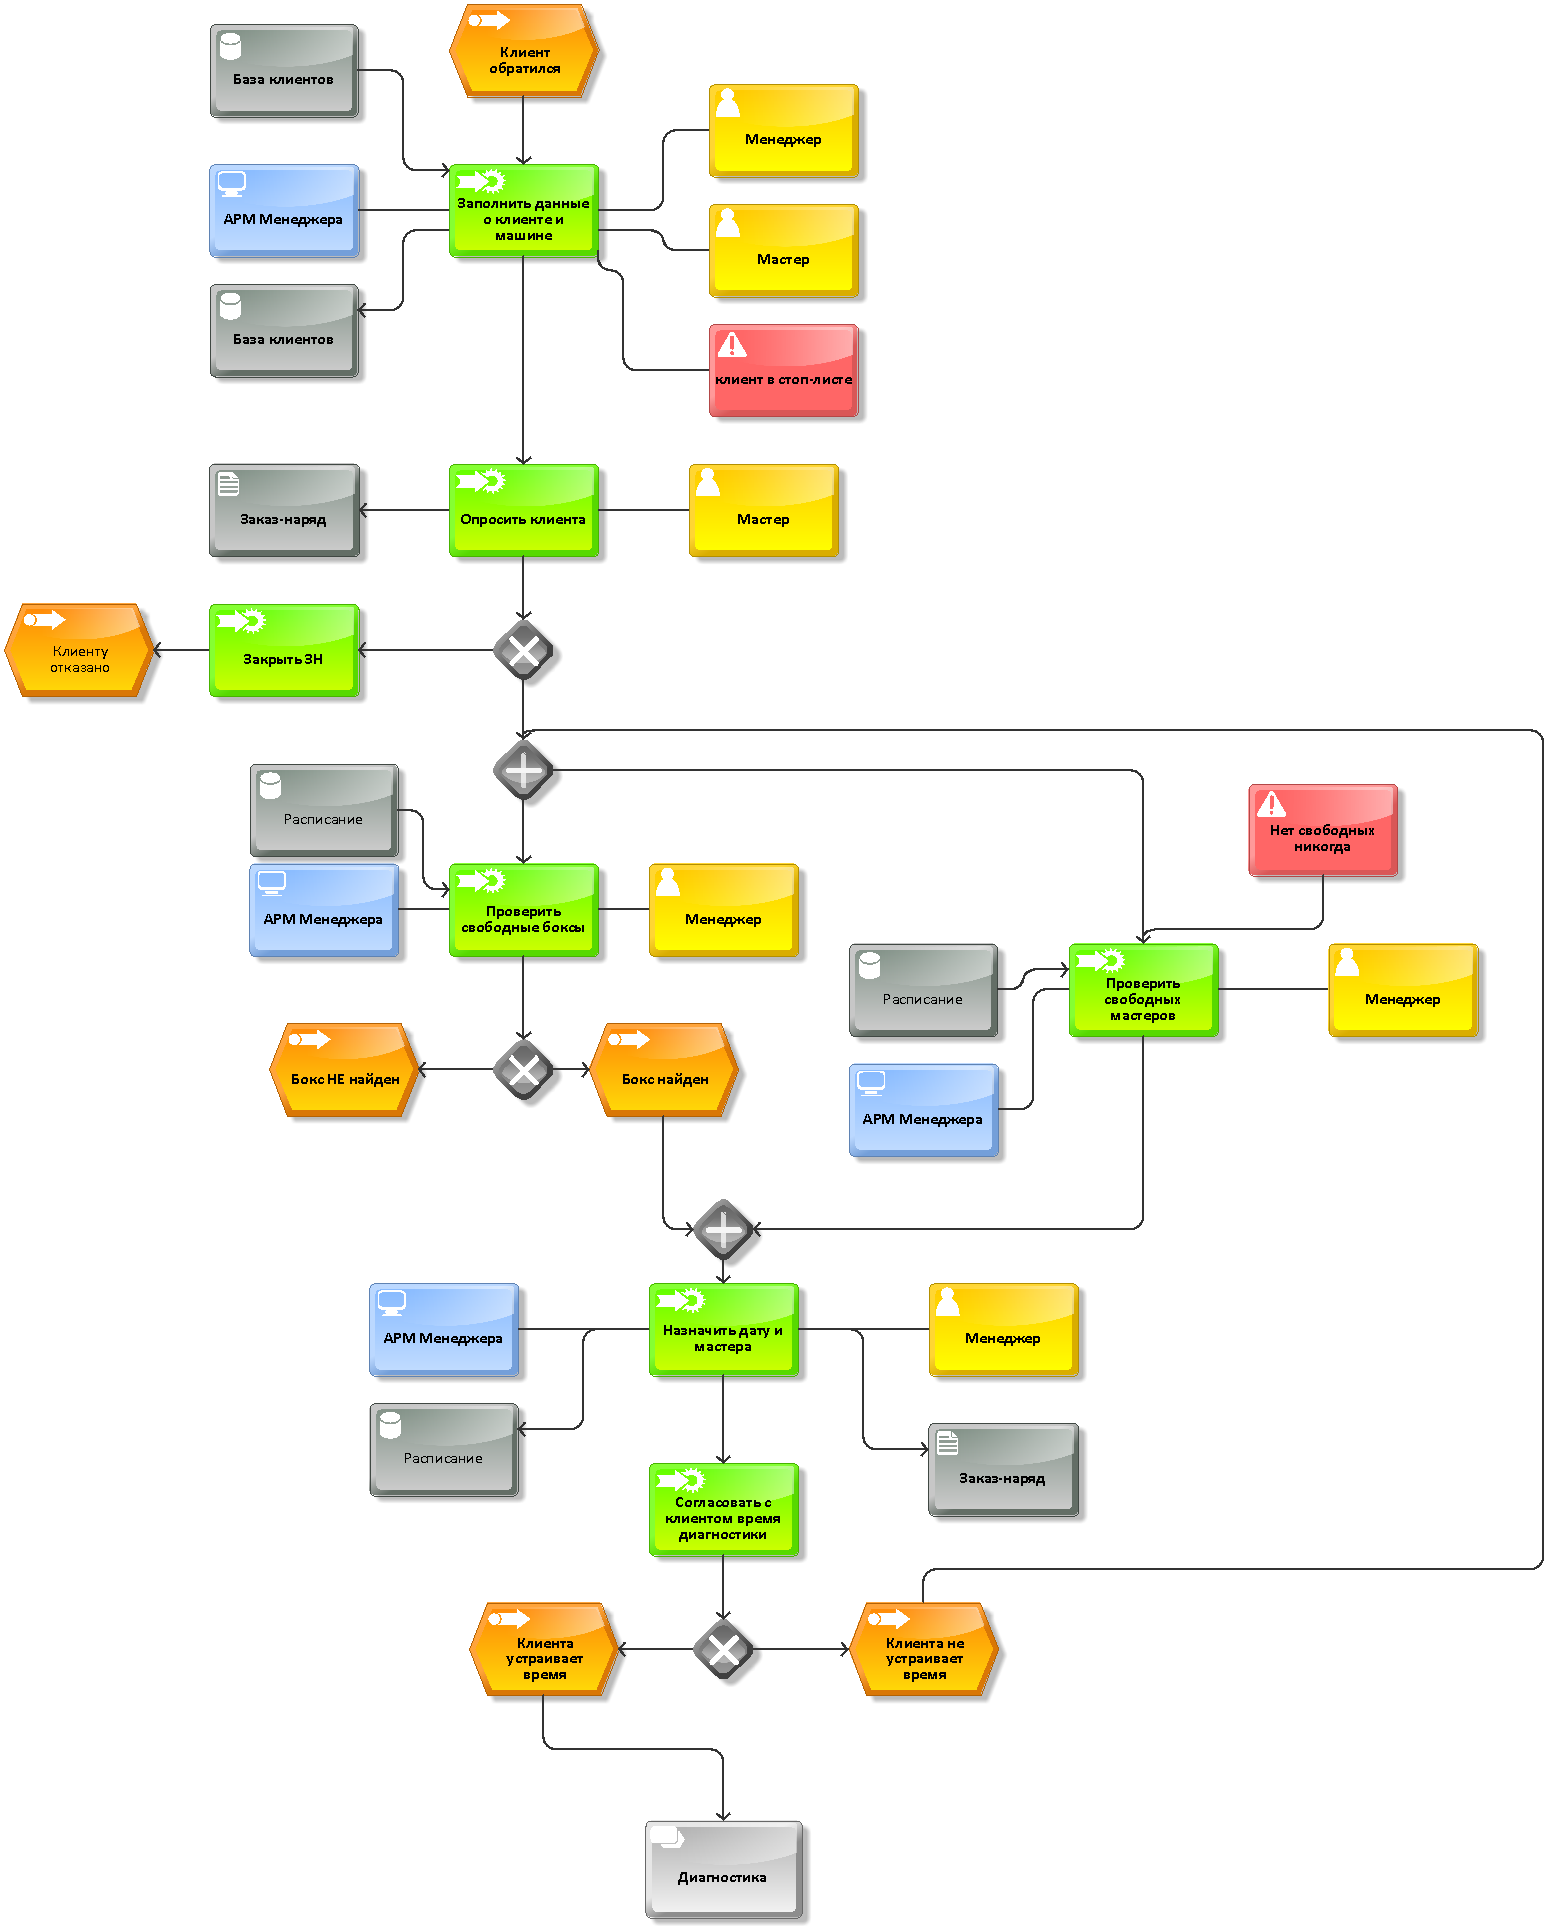 Клиент
обратился
База клиентов
Менеджер
АРМ Менеджера
Заполнить данные
о клиенте и
машине
Мастер
База клиентов
клиент в стоп-листе
Заказ-наряд
Опросить клиента
Мастер
Клиенту
отказано
Закрыть ЗН
Расписание
Нет свободных
никогда
АРМ Менеджера
Проверить
свободные боксы
Менеджер
Расписание
Проверить
свободных
мастеров
Менеджер
Бокс НЕ найден
Бокс найден
АРМ Менеджера
АРМ Менеджера
Назначить дату и
мастера
Менеджер
Расписание
Заказ-наряд
Согласовать с
клиентом время
диагностики
Клиента
устраивает
время
Клиента не
устраивает
время
Диагностика